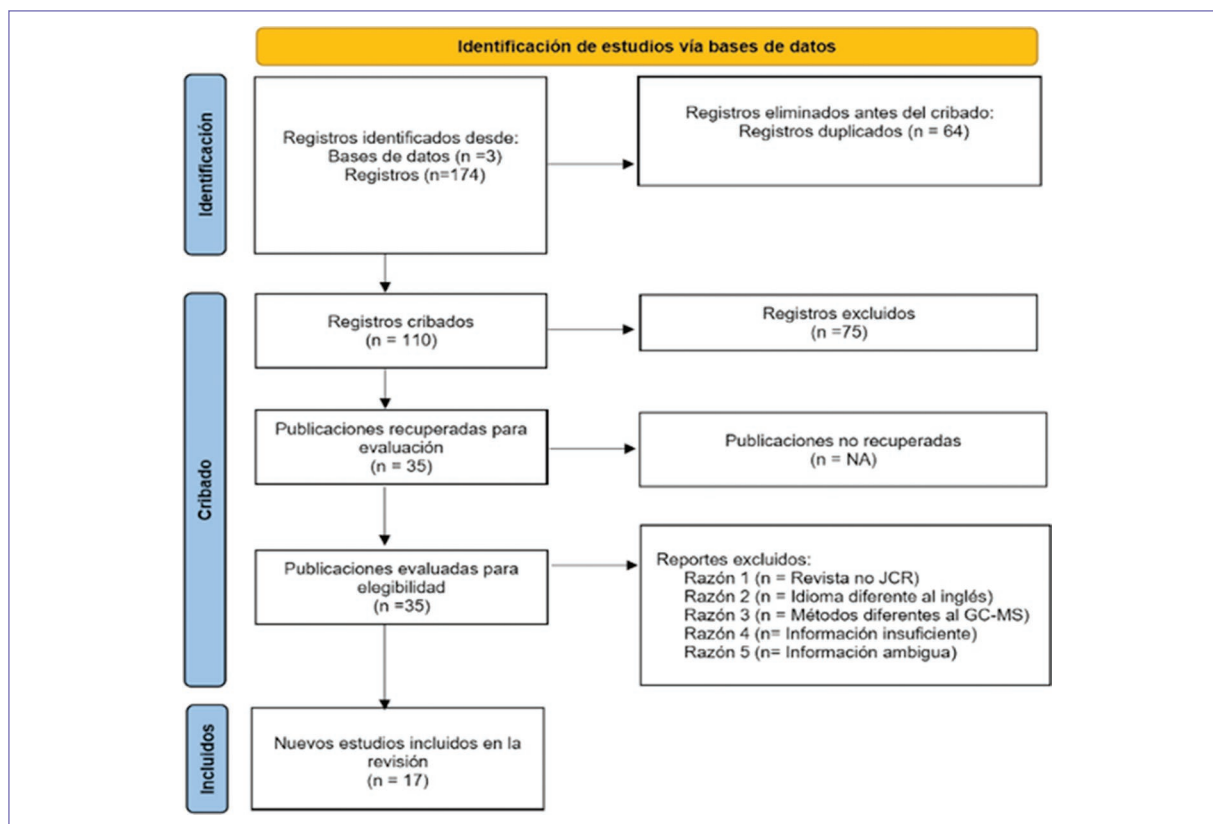 Identificación de estudios vía bases de datos
Identificación
Registros identificados desde:
Bases de datos (n =3)
Registros (n=174)
Registros eliminados antes del cribado:
Registros duplicados (n = 64)
Cribado
Registros cribados
(n = 110)
Registros excluidos
(n =75)
Publicaciones recuperadas para
evaluación
(n = 35)
Publicaciones no recuperadas
(n = NA)
Publicaciones evaluadas para
elegibilidad
(n =35)
Reportes excluidos:
Razón 1 (n = Revista no JCR)
Razón 2 (n = Idioma diferente al inglés)
Razón 3 (n = Métodos diferentes al GC-MS)
Razón 4 (n= Información insuficiente)
Razón 5 (n= Información ambigua)
Incluidos
Nuevos estudios incluidos en la
revisión
(n = 17)